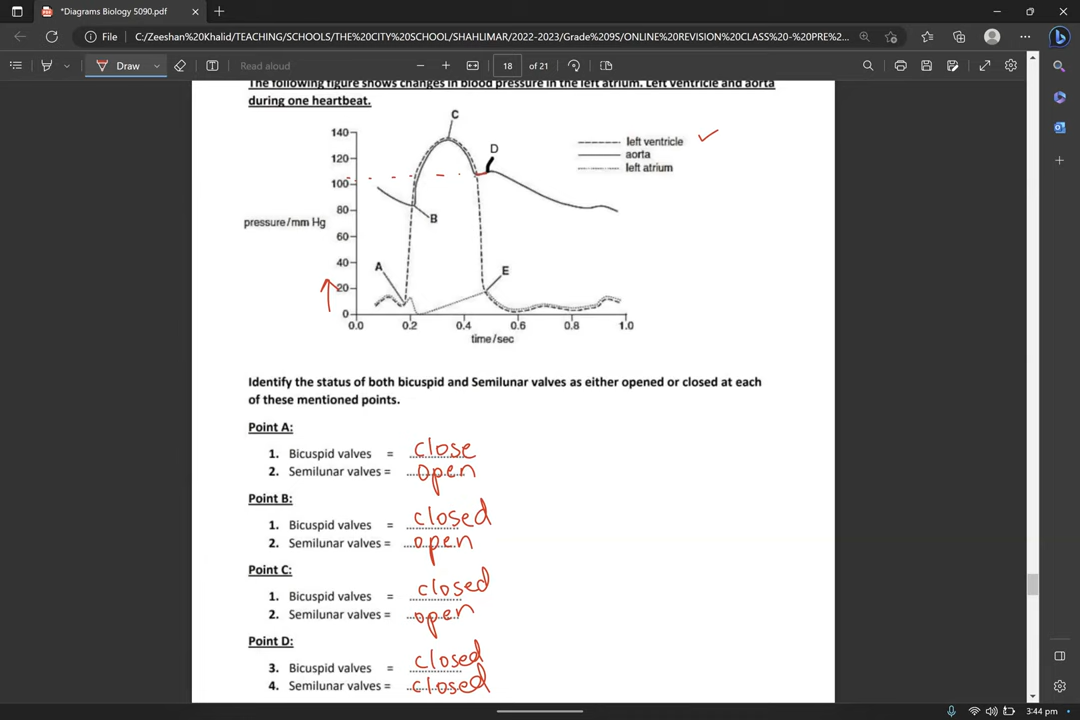 *Diagrams Biology 5090.pdf
File
C:/Zeeshan%20Khalid/TEACHING/SCHOOLS/THE%20CITY%20SCHOOL/SHAHLIMAR/2022-2023/Grade%209S/ONLINE%20REVISION%20CLASS%20-%20PRE%...
Draw
Read aloud
18
of 21
The following figure shows changes in blood pressure in the left atrium. Left ventricle and aorta
during one heartbeat.
C
140
left ventricle
D
120
aorta
left atrium
100
80
B
pressure/mm Hg
60
40
A
E
20
0
0.0
0.2
0.4
0.6
0.8
1.0
time/sec
Identify the status of both bicuspid and Semilunar valves as either opened or closed at each
of these mentioned points.
Point A:
1. Bicuspid valves = close
2. Semilunar valves = open
Point B:
1. Bicuspid valves = closed
2. Semilunar valves = open
Point C:
1. Bicuspid valves = closed
2. Semilunar valves = open
Point D:
3. Bicuspid valves = closed
4. Semilunar valves = closed
3:44 pm